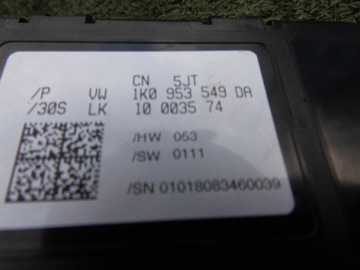 CN 5JT
/P VW 1K0 953 549 DA
/30S LK 10 0035 74
/HW 053
/SW 0111
/SN 01018083460039